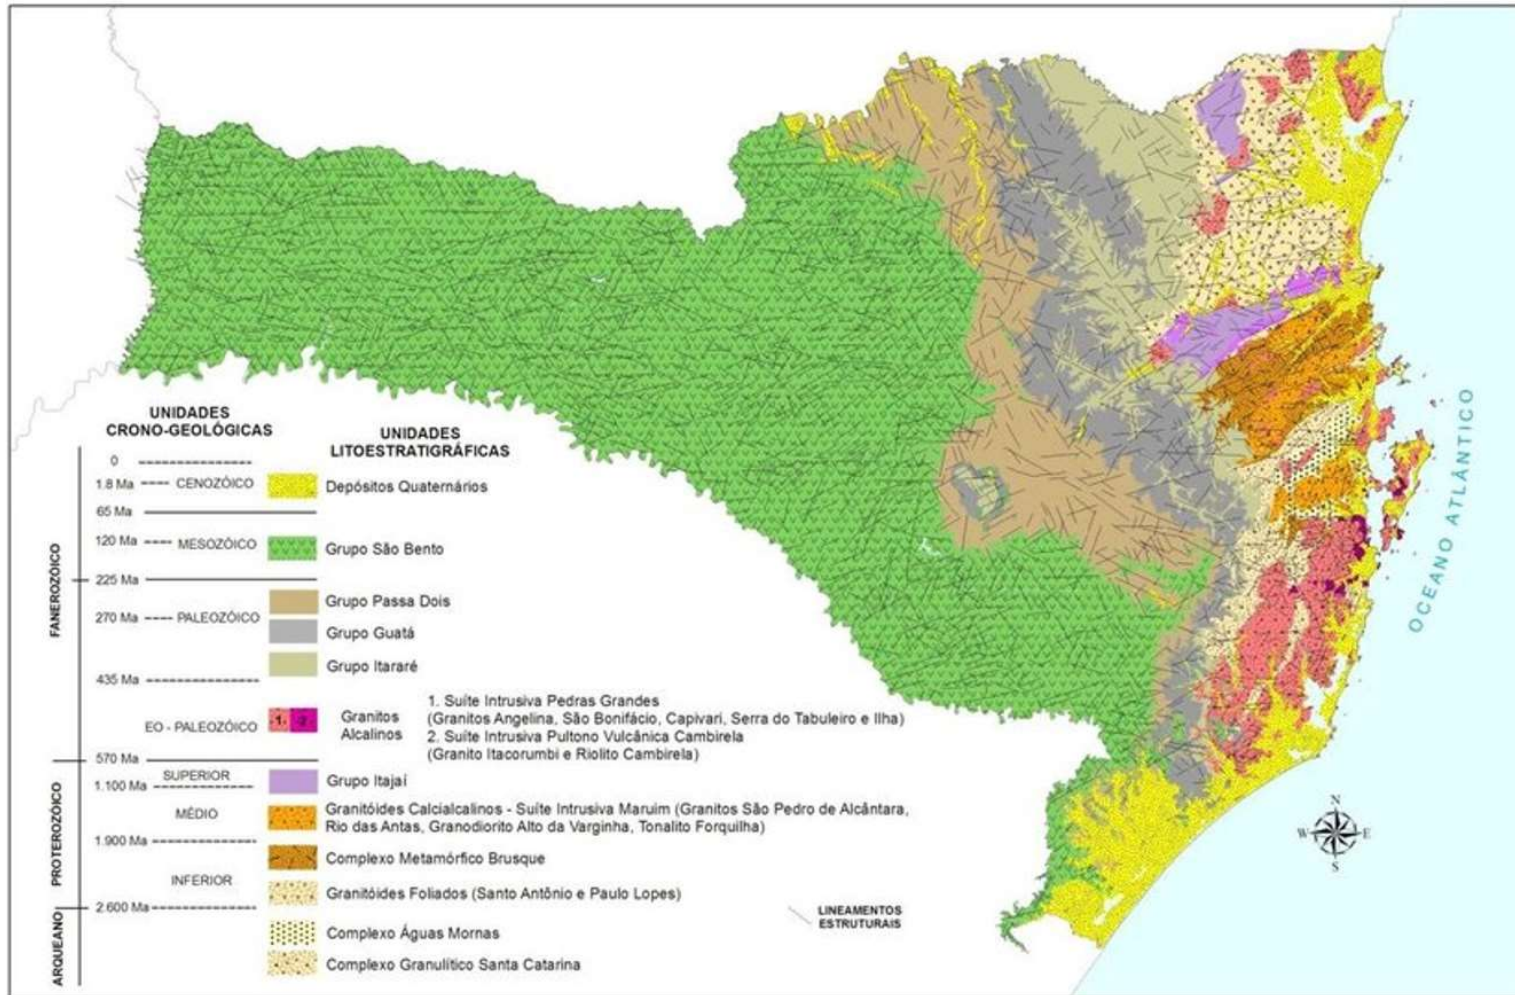 UNIDADES
CRONO-GEOLÓGICAS
UNIDADES
LITOESTRATIGRÁFICAS
0
1.8 Ma
CENOZÓICO
Depósitos Quaternários
65 Ma
120 Ma
MESOZÓICO
Grupo São Bento
FANEROZÓICO
225 Ma
Grupo Passa Dois
270 Ma
PALEOZÓICO
Grupo Guatá
Grupo Itararé
435 Ma
EO - PALEOZÓICO
1.
2.
Granitos
Alcalinos
1. Suíte Intrusiva Pedras Grandes
(Granitos Angelina, São Bonifácio, Capivari, Serra do Tabuleiro e Ilha)
2. Suíte Intrusiva Pultono Vulcânica Cambirela
(Granito Itacorumbi e Riolito Cambirela)
570 Ma
PROTEROZÓICO
SUPERIOR
1.100 Ma
Grupo Itajaí
MÉDIO
Granitóides Calcialcalinos - Suíte Intrusiva Maruim (Granitos São Pedro de Alcântara,
Rio das Antas, Granodiorito Alto da Varginha, Tonalito Forquilha)
1.900 Ma
Complexo Metamórfico Brusque
INFERIOR
Granitóides Foliados (Santo Antônio e Paulo Lopes)
2.600 Ma
ARQUEANO
Complexo Águas Mornas
Complexo Granulítico Santa Catarina
LINEAMENTOS
ESTRUTURAIS
OCEANO ATLÂNTICO
N
W
E
S